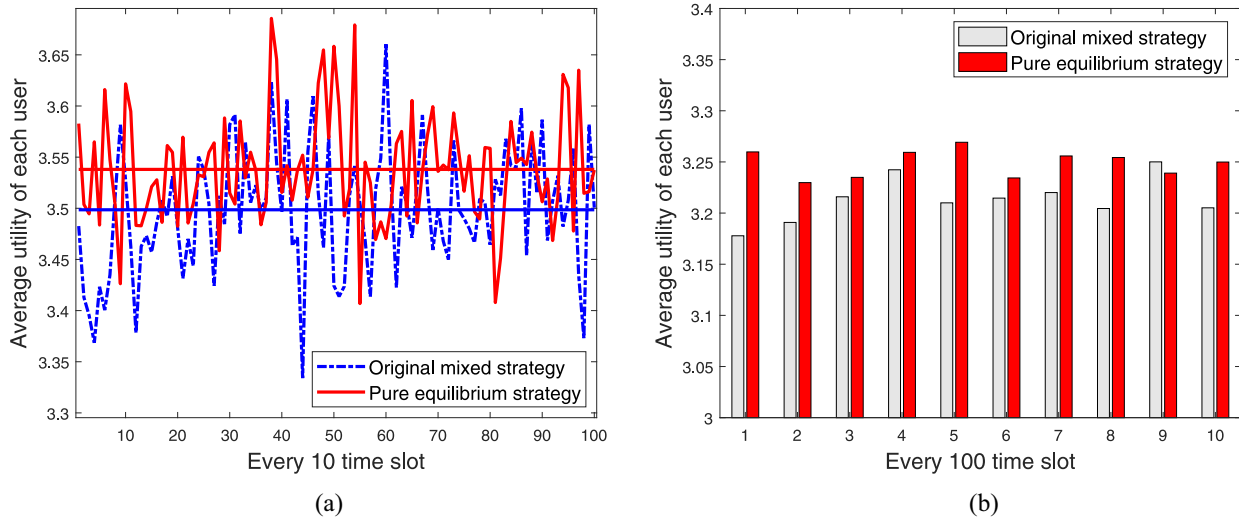 3.65
3.6
3.55
3.5
3.45
3.4
3.35
3.3
Average utility of each user
Original mixed strategy
Pure equilibrium strategy
10 20 30 40 50 60 70 80 90 100
Every 10 time slot
(a)
3.4
3.35
3.3
3.25
3.2
3.15
3.1
3.05
3
Average utility of each user
Original mixed strategy
Pure equilibrium strategy
1 2 3 4 5 6 7 8 9 10
Every 100 time slot
(b)